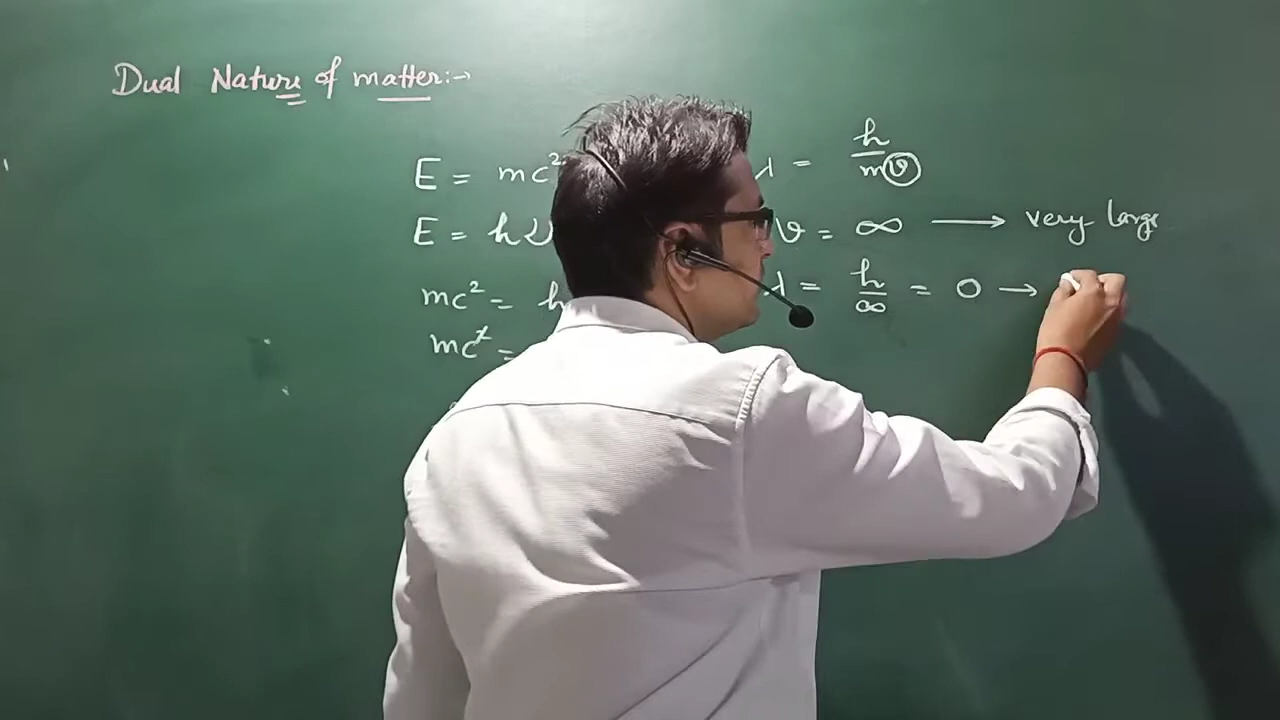 Dual Nature of matter:→
E = mc²
E = hν
mc² = h
mc² =
λ = h/mv
v = ∞ → very large
λ = h/∞ = 0 →